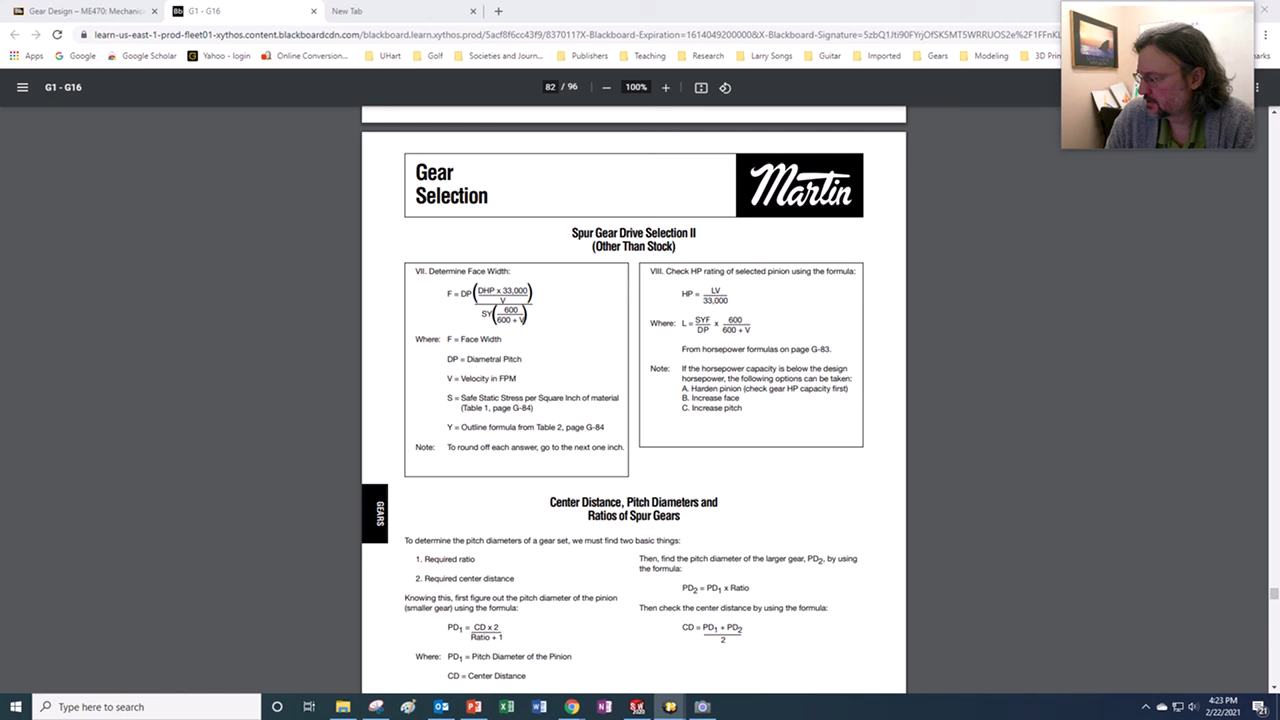 Gear Design – ME470: Mechanic
G1 - G16
New Tab
learn-us-east-1-prod-fleet01-xythos.content.blackboardcdn.com/blackboard.learn.xythos.prod/5acf8f6cc43f9/8370117X-Blackboard-Expiration=1614049200000&X-Blackboard-Signature=
Apps Google Google Scholar Yahoo - login Online Conversion... UHart Golf Societies and Journ... Publishers Teaching Research Larry Songs Guitar Imported Gears Modeling 3D Prin
G1 - G16
82 / 96
100%
Gear
Selection
Martin
Spur Gear Drive Selection II
(Other Than Stock)
VII. Determine Face Width:
F = DP (DHP x 33,000
V)
SY(600
600 + V)
Where: F = Face Width
DP = Diametral Pitch
V = Velocity in FPM
S = Safe Static Stress per Square Inch of material
(Table 1, page G-84)
Y = Outline formula from Table 2, page G-84
Note: To round off each answer, go to the next one inch.
VIII. Check HP rating of selected pinion using the formula:
HP = LV
33,000
Where: L = SYF x 600
DP 600 + V
From horsepower formulas on page G-83.
Note: If the horsepower capacity is below the design
horsepower, the following options can be taken:
A. Harden pinion (check gear HP capacity first)
B. Increase face
C. Increase pitch
GEARS
Center Distance, Pitch Diameters and
Ratios of Spur Gears
To determine the pitch diameters of a gear set, we must find two basic things:
1. Required ratio
2. Required center distance
Knowing this, first figure out the pitch diameter of the pinion
(smaller gear) using the formula:
PD1 = CD x 2
Ratio + 1
Where: PD1 = Pitch Diameter of the Pinion
CD = Center Distance
Then, find the pitch diameter of the larger gear, PD2, by using
the formula:
PD2 = PD1 x Ratio
Then check the center distance by using the formula:
CD = PD1 + PD2
2
Type here to search
4:23 PM
2/22/2021
21